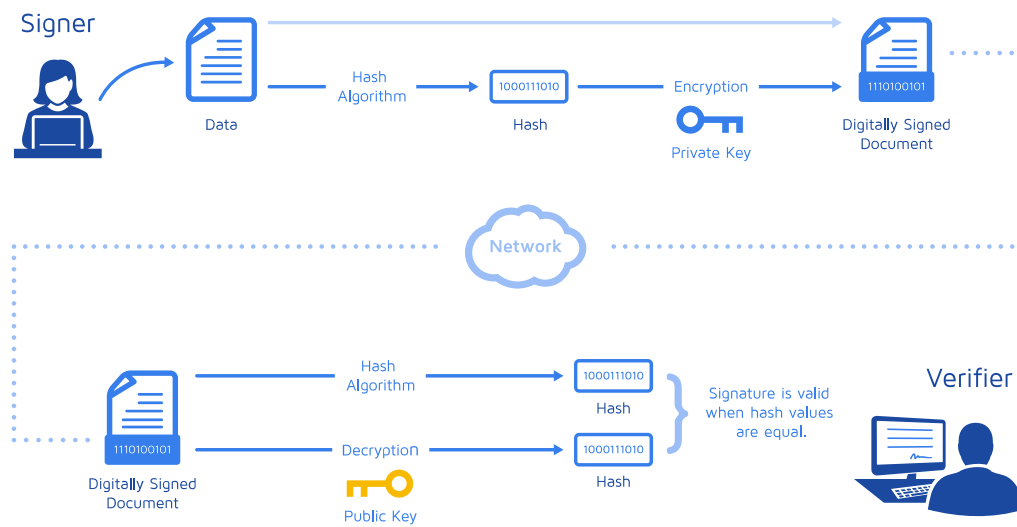 Signer
Data
Hash
Algorithm
1000111010
Hash
Encryption
Private Key
1110100101
Digitally Signed
Document
Network
1110100101
Digitally Signed
Document
Hash
Algorithm
1000111010
Hash
Decryption
Public Key
1000111010
Hash
Signature is valid
when hash values
are equal.
Verifier